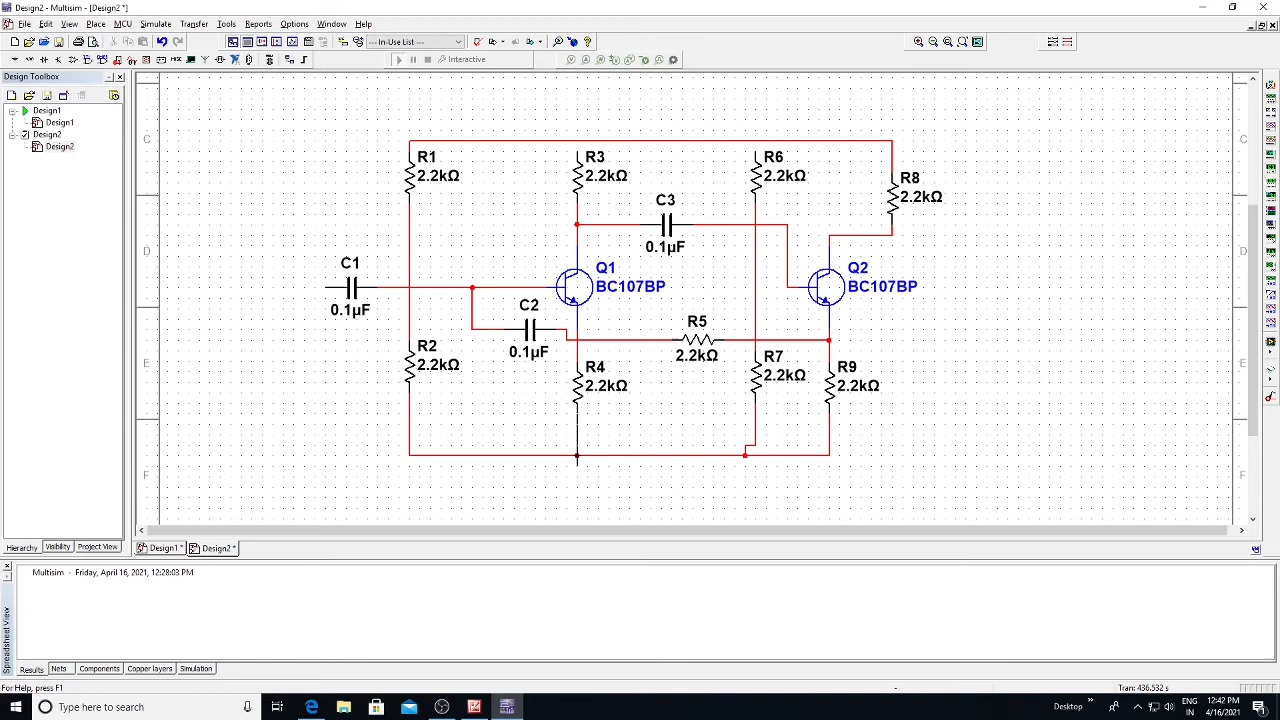 Design2 - Multisim - [Design2 *]
File Edit View Place MCU Simulate Transfer Tools Reports Options Window Help
--- In-Use List ---
Interactive
Design Toolbox
Design1
Design1
Design2
Design2
C
D
E
F
C
D
E
F
R1
2.2kΩ
R3
2.2kΩ
R6
2.2kΩ
R8
2.2kΩ
C3
0.1µF
C1
0.1µF
Q1
BC107BP
Q2
BC107BP
C2
0.1µF
R5
2.2kΩ
R2
2.2kΩ
R4
2.2kΩ
R7
2.2kΩ
R9
2.2kΩ
Hierarchy Visibility Project View
Design1 * Design2 *
Multisim - Friday, April 16, 2021, 12:28:03 PM
Spreadsheet View
Results Nets Components Copper layers Simulation
For Help, press F1
- Tran: 436.532 s
Type here to search
Desktop
ENG
IN
12:42 PM
4/16/2021